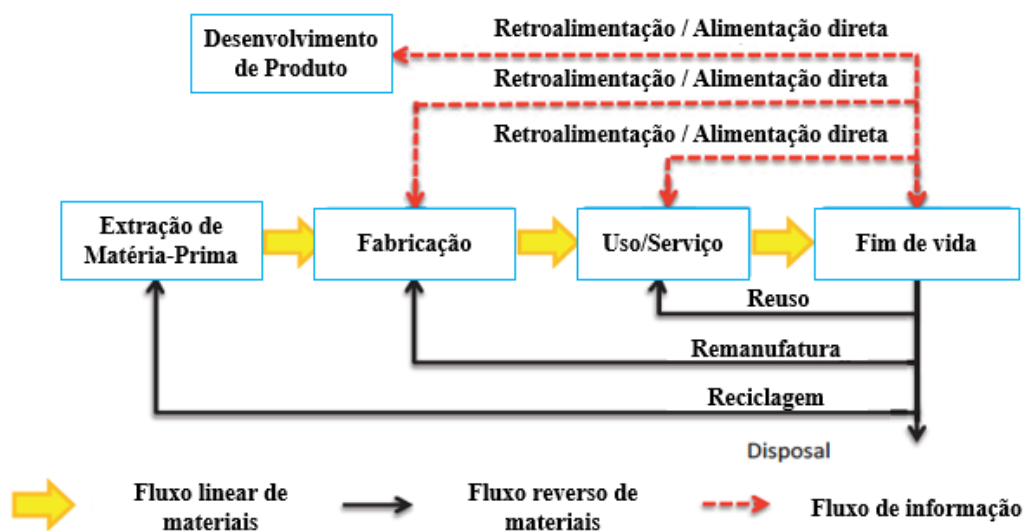 Desenvolvimento
de Produto
Retroalimentação / Alimentação direta
Retroalimentação / Alimentação direta
Retroalimentação / Alimentação direta
Extração de
Matéria-Prima
Fabricação
Uso/Serviço
Fim de vida
Reuso
Remanufatura
Reciclagem
Disposal
Fluxo linear de
materiais
Fluxo reverso de
materiais
Fluxo de informação